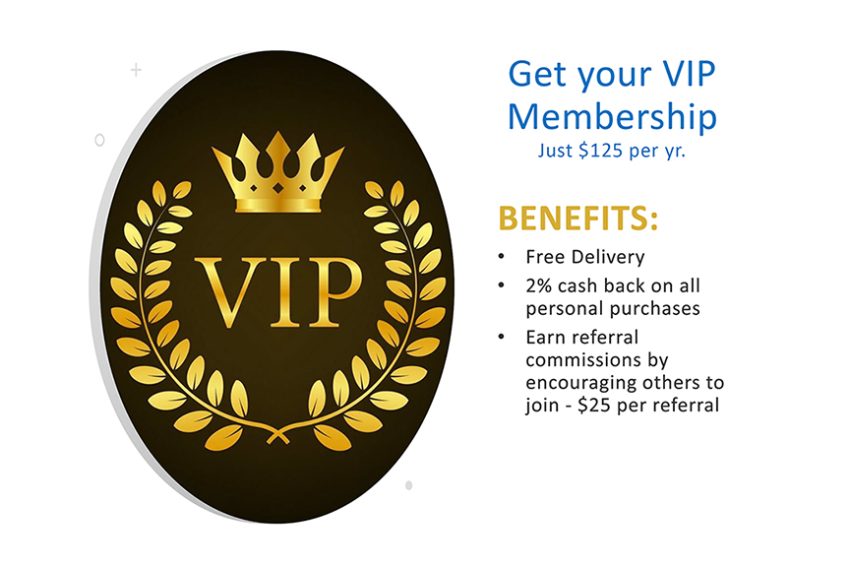 VIP
Get your VIP
Membership
Just $125 per yr.
BENEFITS:
• Free Delivery
• 2% cash back on all
personal purchases
• Earn referral
commissions by
encouraging others to
join - $25 per referral